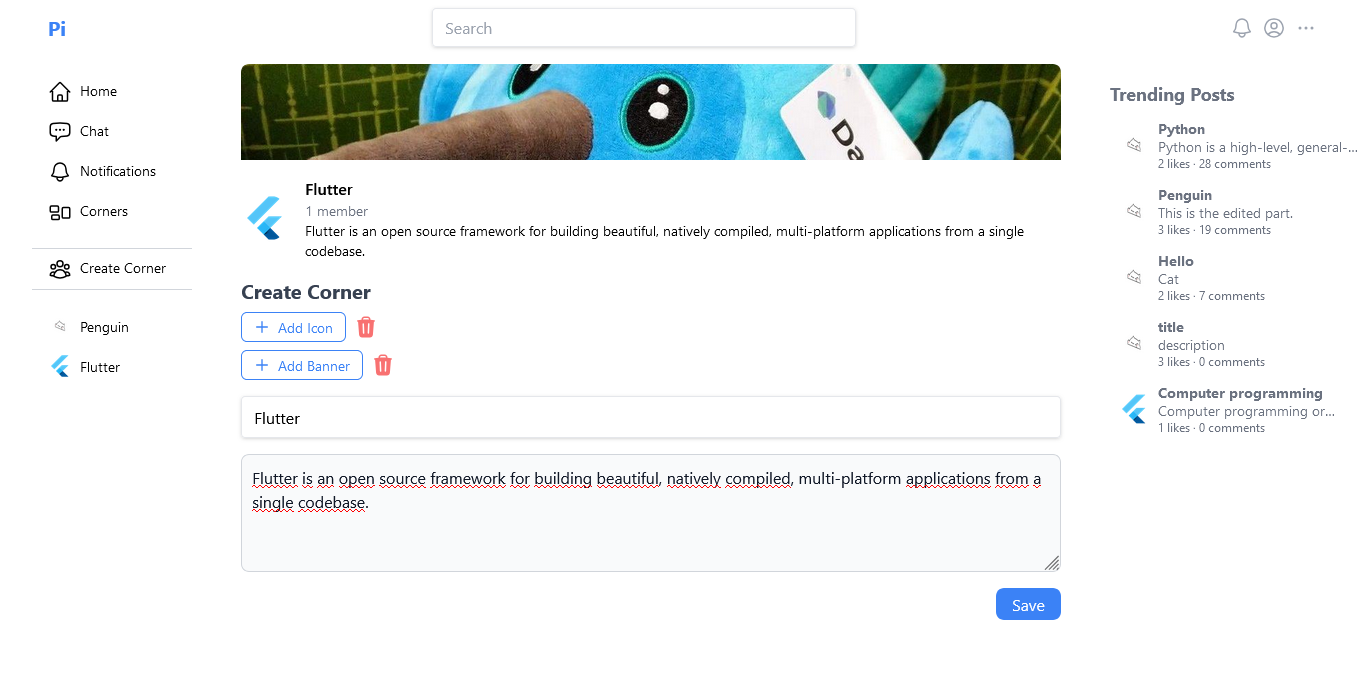 Pi
Search
Home
Chat
Notifications
Corners
Create Corner
Penguin
Flutter
Da
Flutter
1 member
Flutter is an open source framework for building beautiful, natively compiled, multi-platform applications from a single
codebase.
Create Corner
Add Icon
Add Banner
Flutter
Flutter is an open source framework for building beautiful, natively compiled, multi-platform applications from a
single codebase.
Save
Trending Posts
Python
Python is a high-level, general-...
2 likes · 28 comments
Penguin
This is the edited part.
3 likes · 19 comments
Hello
Cat
2 likes · 7 comments
title
description
3 likes · 0 comments
Computer programming
Computer programming or...
1 likes · 0 comments